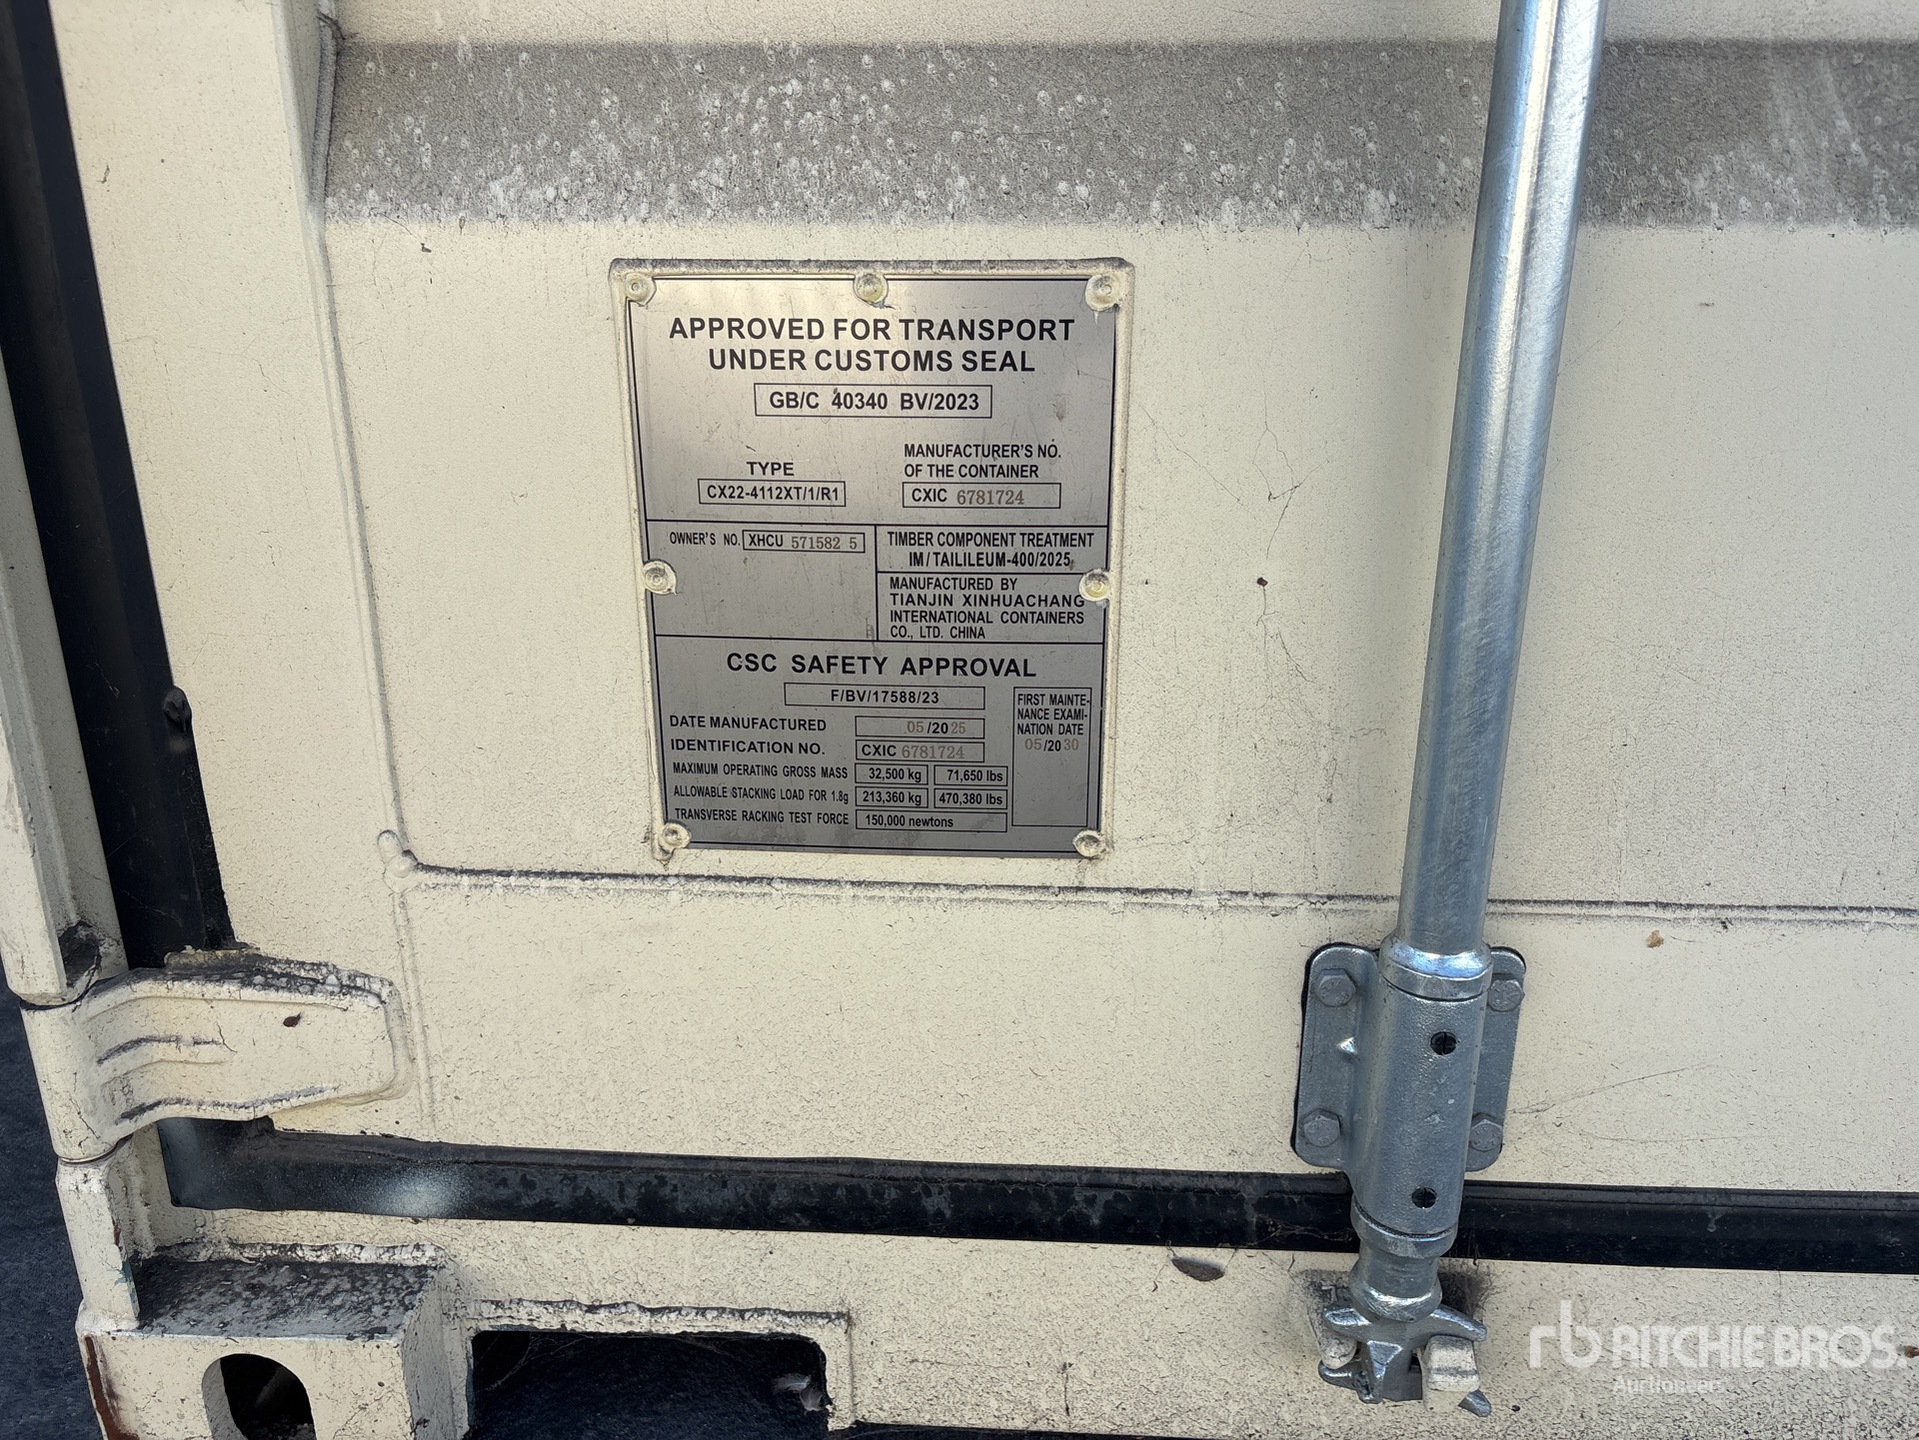 APPROVED FOR TRANSPORT
UNDER CUSTOMS SEAL
GB/C 40340 BV/2023
TYPE
CX22-4112XT/1/R1
MANUFACTURER'S NO.
OF THE CONTAINER
CXIC 6781724
OWNER'S NO. XHCU 571582 5
TIMBER COMPONENT TREATMENT
IM/TAILILEUM-400/2025
MANUFACTURED BY
TIANJIN XINHUACHANG
INTERNATIONAL CONTAINERS
CO., LTD. CHINA
CSC SAFETY APPROVAL
F/BV/17588/23
DATE MANUFACTURED 05/2025
IDENTIFICATION NO. CXIC 6781724
MAXIMUM OPERATING GROSS MASS 32,500 kg 71,650 lbs
ALLOWABLE STACKING LOAD FOR 1.8g 213,360 kg 470,380 lbs
TRANSVERSE RACKING TEST FORCE 150,000 newtons
FIRST MAINTE-
NANCE EXAMI-
NATION DATE
05/2030
rb RITCHIE BROS.
Auctioneers